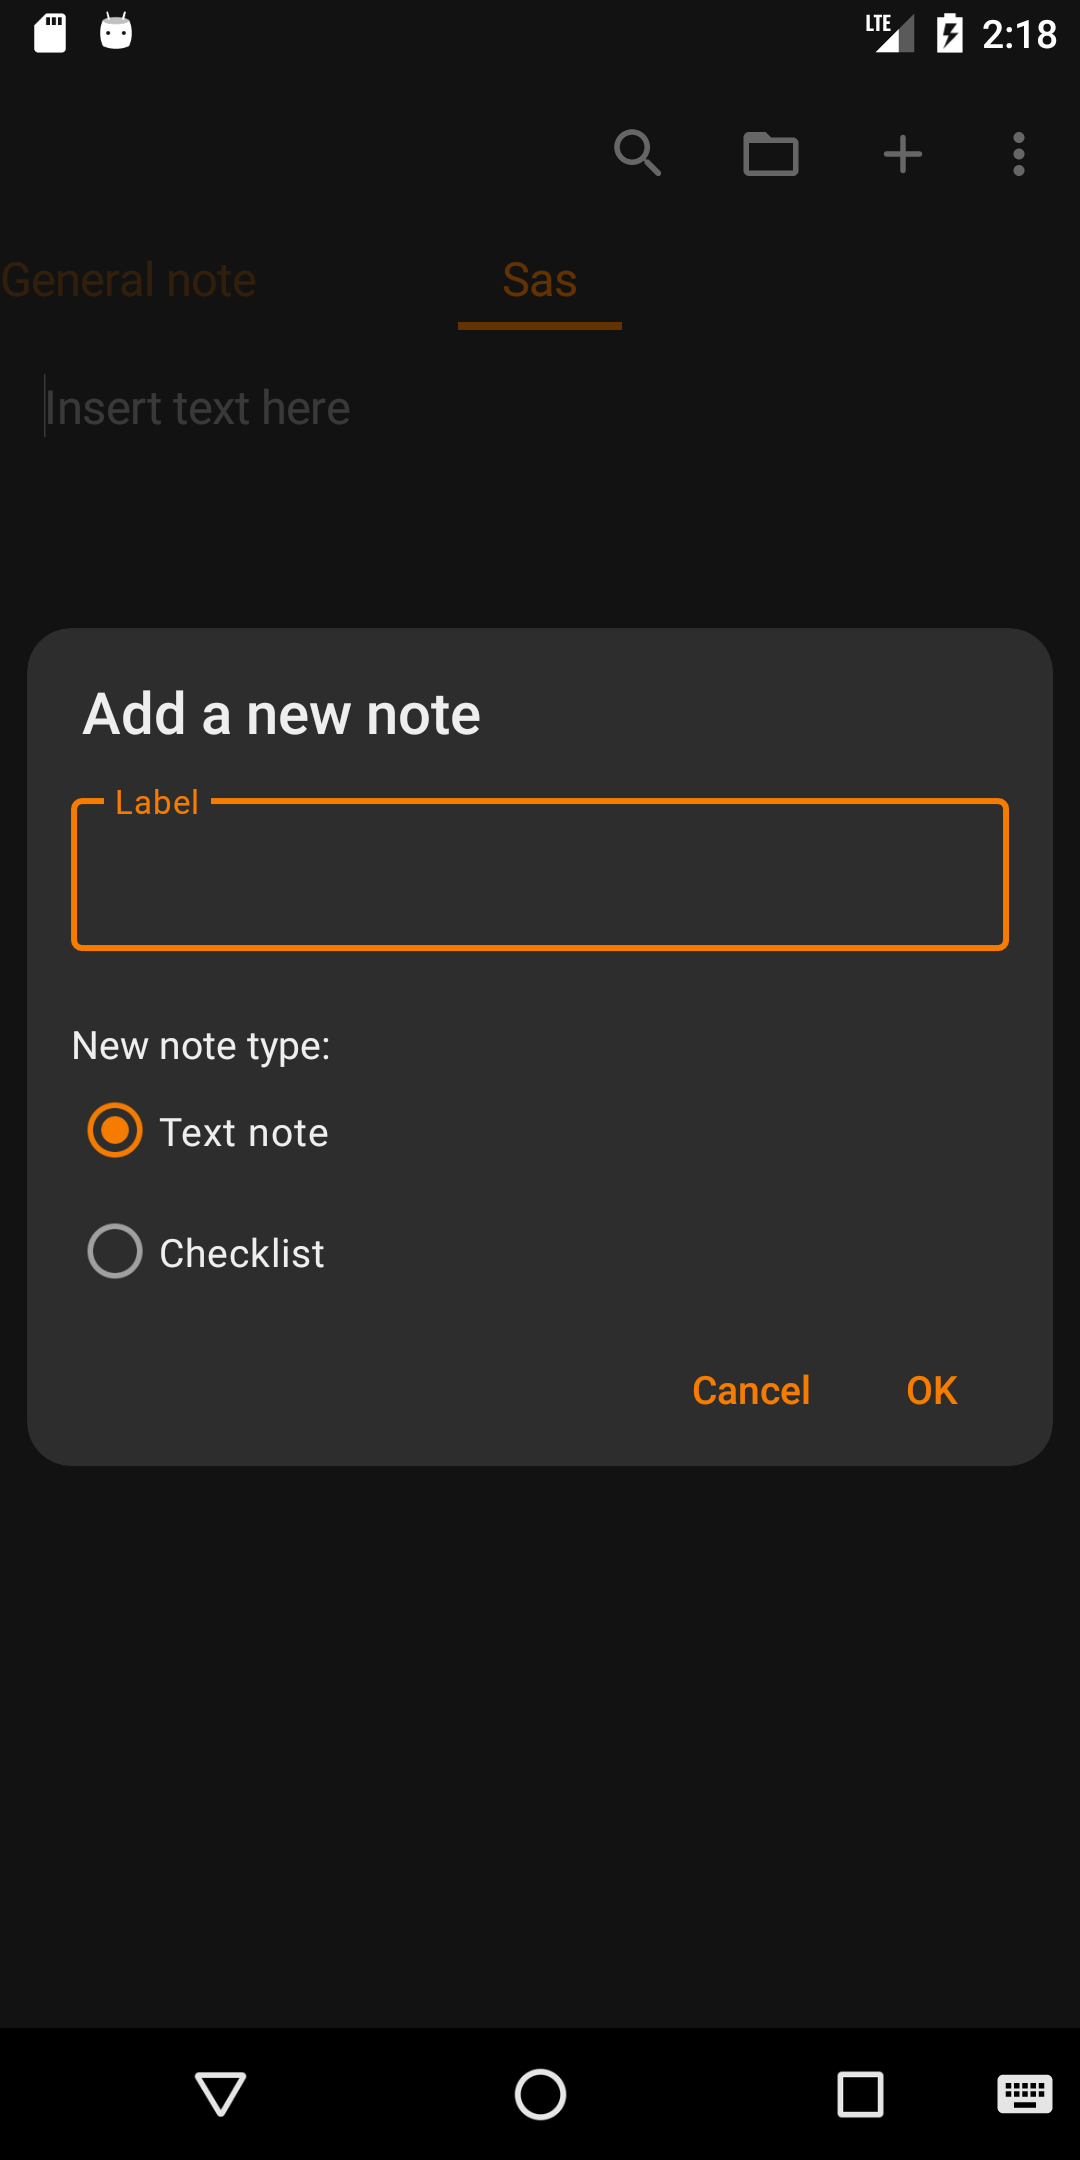 LTE 2:18
General note Sas
Insert text here
Add a new note
Label
New note type:
Text note
Checklist
Cancel OK